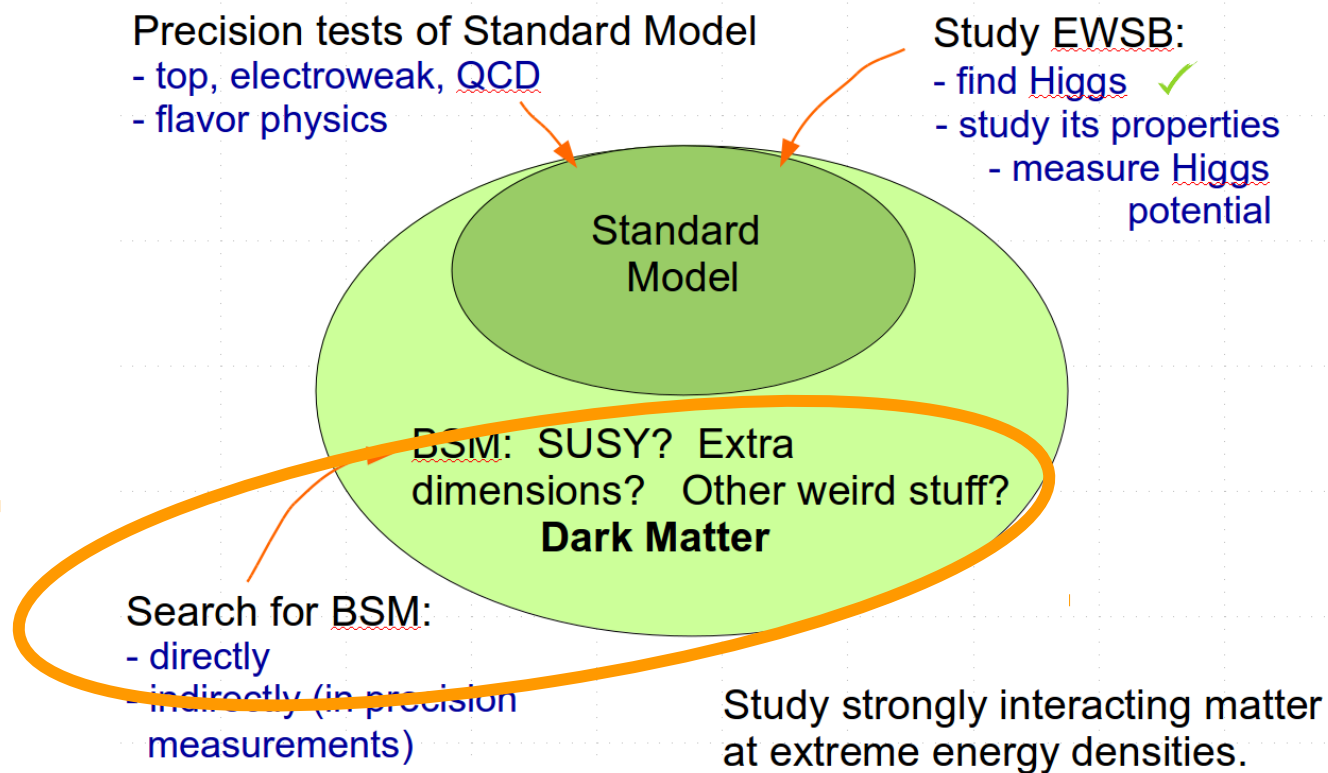 Precision tests of Standard Model
- top, electroweak, QCD
- flavor physics
Study EWSB:
- find Higgs ✓
- study its properties
- measure Higgs
potential
Standard
Model
BSM: SUSY? Extra
dimensions? Other weird stuff?
Dark Matter
Search for BSM:
- directly
- indirectly (in precision
measurements)
Study strongly interacting matter
at extreme energy densities.